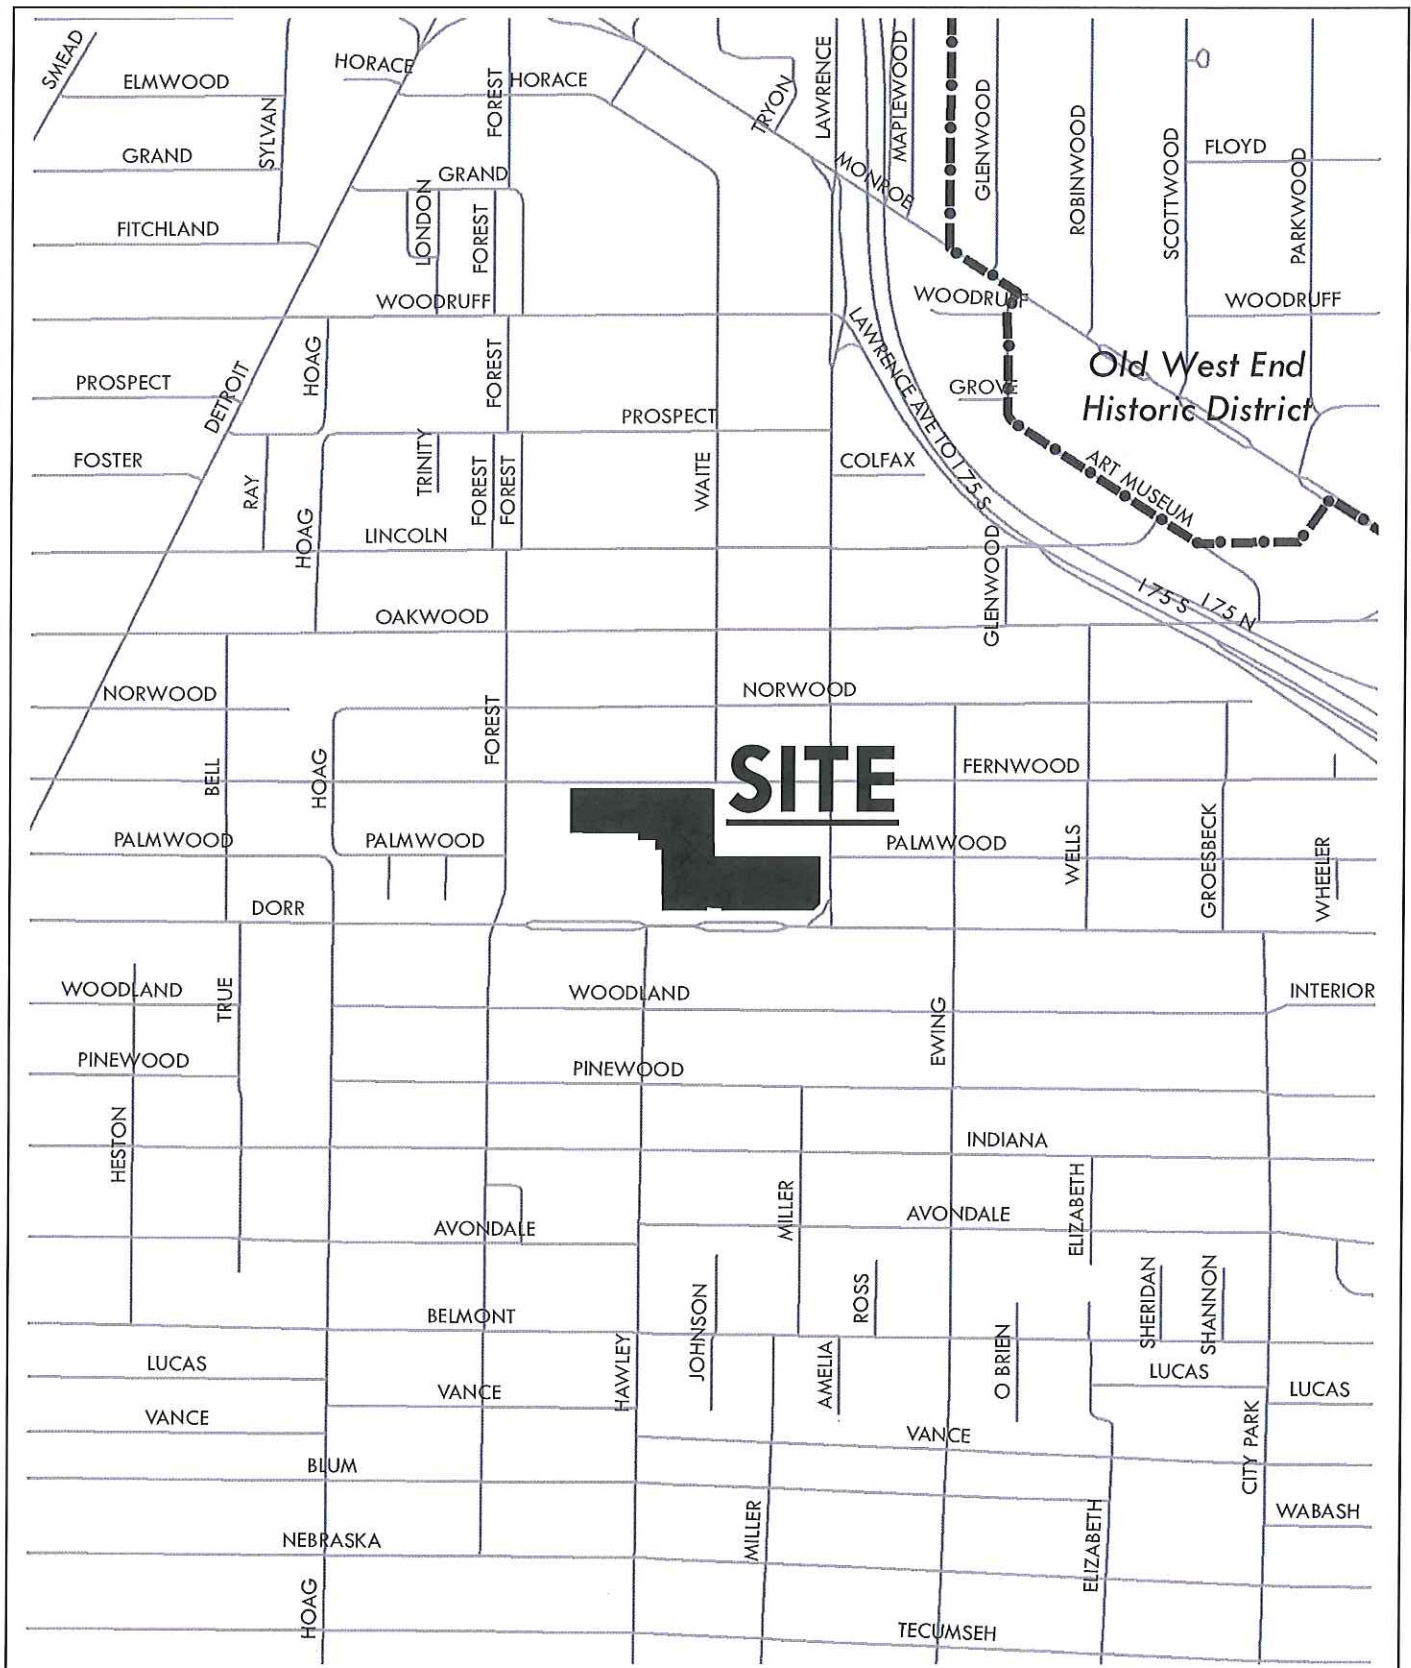 SMEAD
ELMWOOD
SYLVAN
GRAND
FITCHLAND
HORACE
HORACE
FOREST
GRAND
LONDON
FOREST
WOODRUFF
TRYON
LAWRENCE
MAPLEWOOD
MONROE
GLENWOOD
ROBINWOOD
SCOTTWOOD
FLOYD
PARKWOOD
WOODRUFF
WOODRUFF
Old West End
Historic District
GROVE
LAWRENCE AVE TO I 75 S
ART MUSEUM
PROSPECT
DETROIT
HOAG
FOREST
PROSPECT
FOSTER
RAY
HOAG
TRINITY
FOREST
FOREST
WAITE
COLFAX
LINCOLN
GLENWOOD
I 75 S
I 75 N
OAKWOOD
NORWOOD
NORWOOD
BELL
HOAG
FOREST
SITE
FERNWOOD
PALMWOOD
PALMWOOD
PALMWOOD
WELLS
GROESBECK
WHEELER
DORR
WOODLAND
TRUE
WOODLAND
EWING
INTERIOR
PINEWOOD
PINEWOOD
HESTON
INDIANA
MILLER
ELIZABETH
AVONDALE
AVONDALE
JOHNSON
ROSS
SHERIDAN
SHANNON
BELMONT
HAWLEY
AMELIA
O BRIEN
LUCAS
LUCAS
LUCAS
VANCE
VANCE
VANCE
CITY PARK
BLUM
MILLER
ELIZABETH
WABASH
NEBRASKA
HOAG
TECUMSEH